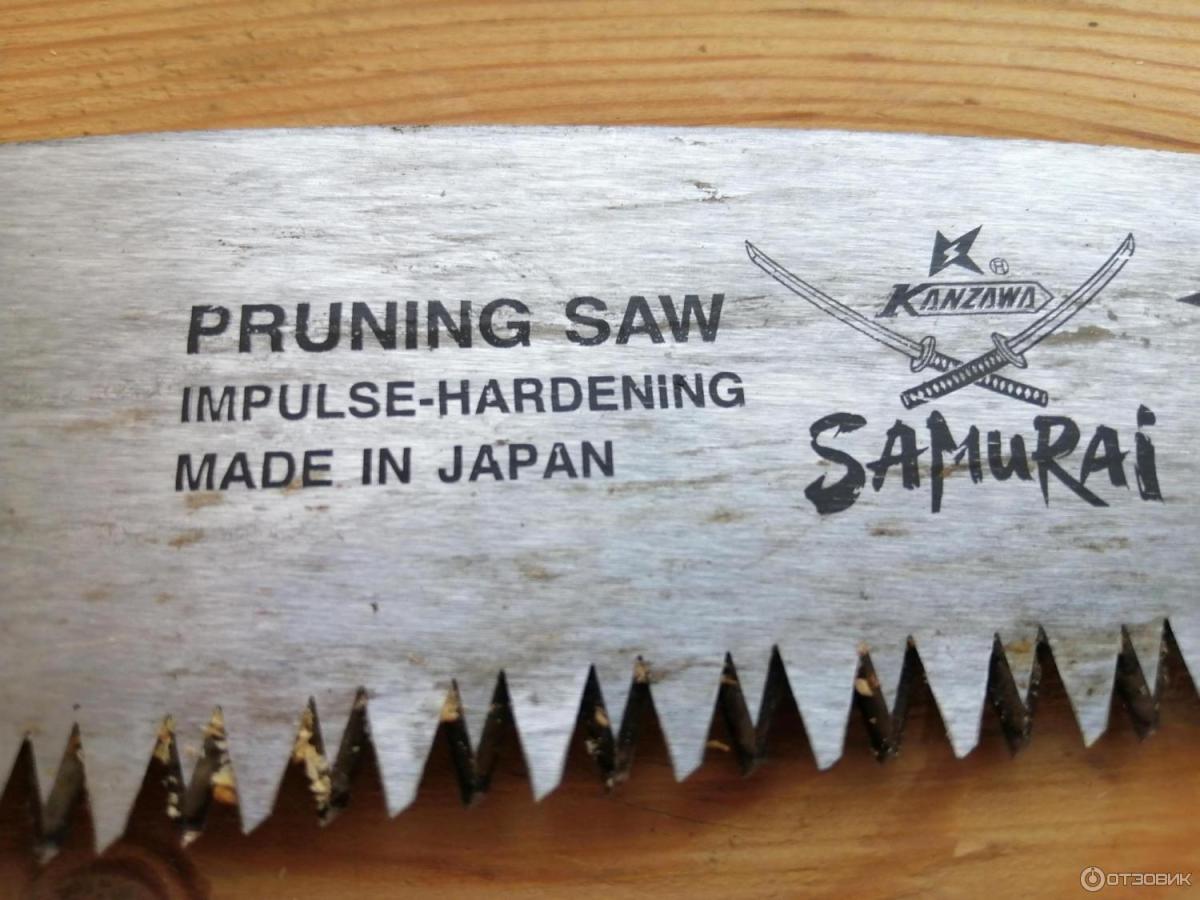 PRUNING SAW
IMPULSE-HARDENiNG
MADE IN JAPAN
®
KANZAWA
SAMURAi
ОТЗОВИК